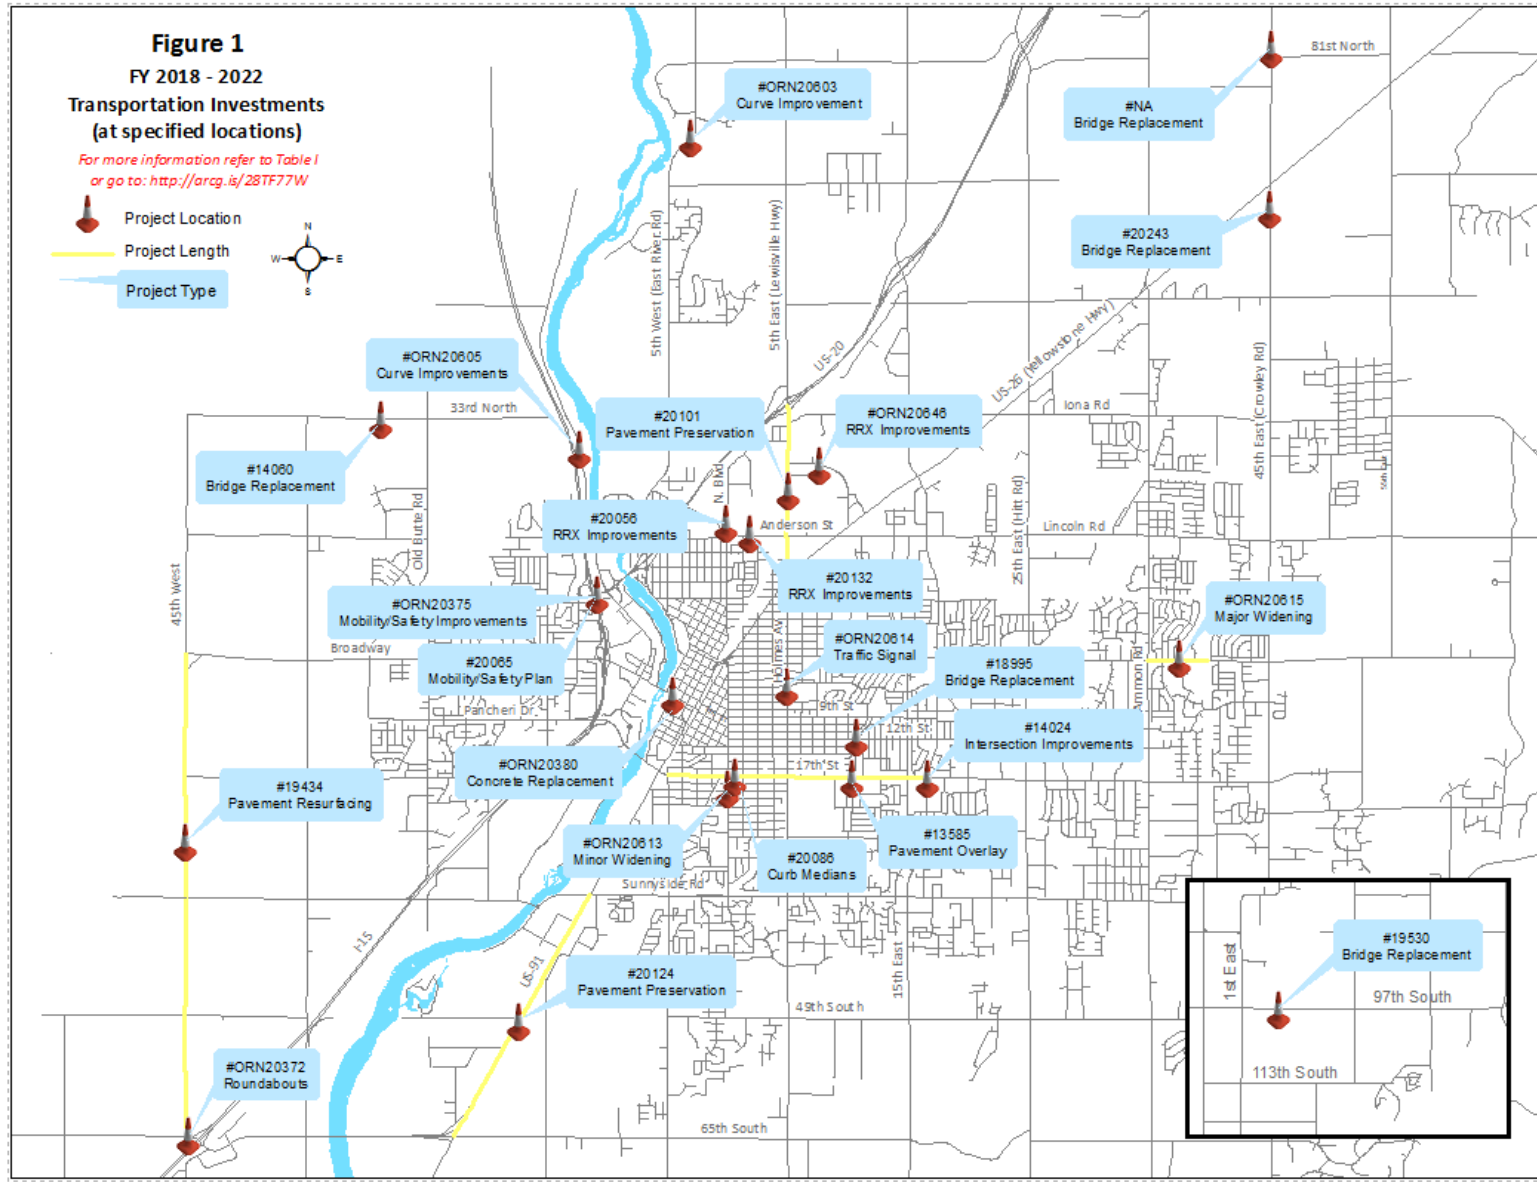 Figure 1
FY 2018 - 2022
Transportation Investments
(at specified locations)
For more information refer to Table I
or go to: http://arcg.is/28TF77W
Project Location
Project Length
Project Type
N
W
E
S
#ORN20603
Curve Improvement
81st North
#NA
Bridge Replacement
#20243
Bridge Replacement
5th West (East River Rd)
5th East (Lewisville Hwy)
US-20
US-26 (Yellowstone Hwy)
#ORN20605
Curve Improvements
33rd North
#20101
Pavement Preservation
#ORN20646
RRX Improvements
Iona Rd
45th East (Crowley Rd)
#14060
Bridge Replacement
Old Butte Rd
N. Blvd
#20056
RRX Improvements
Anderson St
Lincoln Rd
25th East (Hitt Rd)
#20132
RRX Improvements
45th West
#ORN20375
Mobility/Safety Improvements
Broadway
#20065
Mobility/Safety Plan
Holmes Av
#ORN20614
Traffic Signal
#18995
Bridge Replacement
#ORN20615
Major Widening
Ammon Rd
Pancheri Dr
9th St
12th St
#14024
Intersection Improvements
17th St
#ORN20380
Concrete Replacement
#19434
Pavement Resurfacing
#ORN20613
Minor Widening
#20086
Curb Medians
#13585
Pavement Overlay
Sunnyside Rd
I-15
US-91
15th East
#20124
Pavement Preservation
49th South
#ORN20372
Roundabouts
65th South
1st East
#19530
Bridge Replacement
97th South
113th South